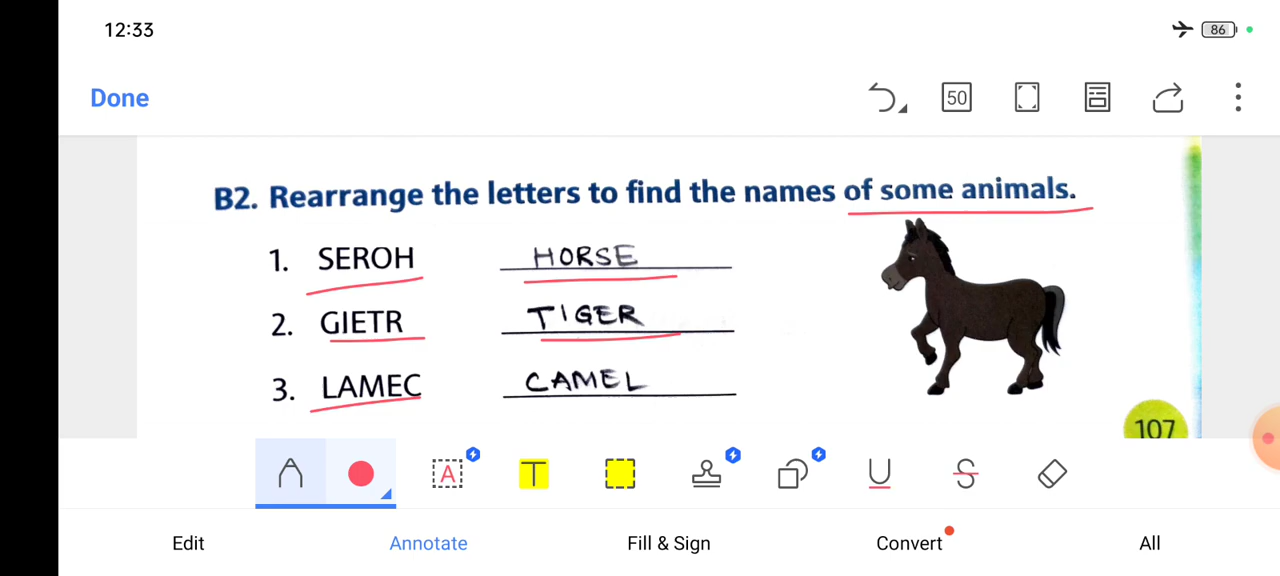 12:33
86
Done
50
B2. Rearrange the letters to find the names of some animals.
1. SEROH HORSE
2. GIETR TIGER
3. LAMEC CAMEL
107
A T U S
Edit Annotate Fill & Sign Convert All